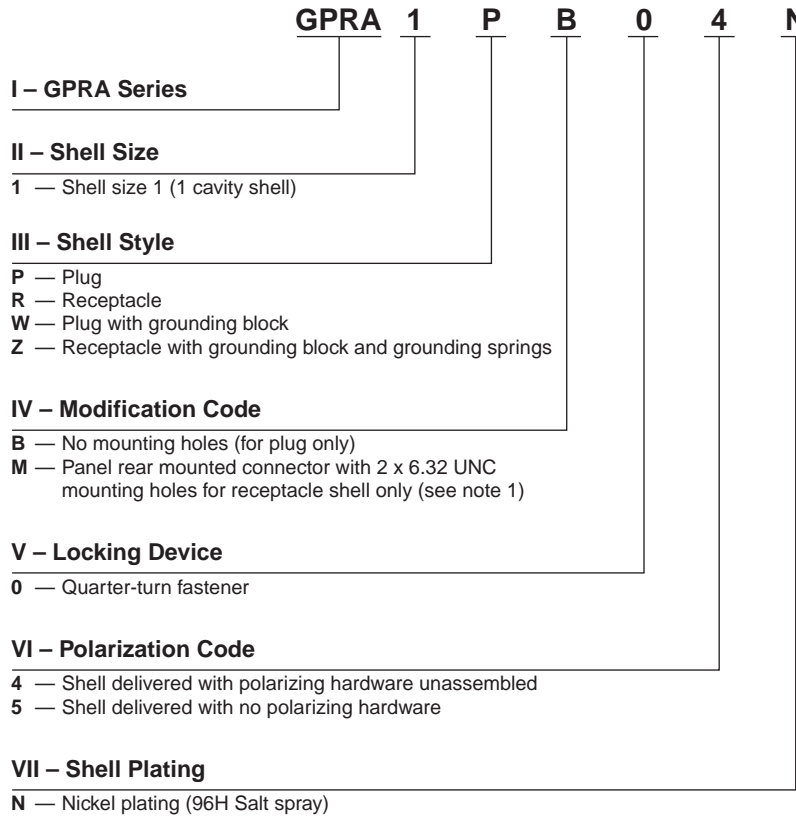 GPRA 1 P B 0 4 N
I – GPRA Series
II – Shell Size
1 — Shell size 1 (1 cavity shell)
III – Shell Style
P — Plug
R — Receptacle
W — Plug with grounding block
Z — Receptacle with grounding block and grounding springs
IV – Modification Code
B — No mounting holes (for plug only)
M — Panel rear mounted connector with 2 x 6.32 UNC
mounting holes for receptacle shell only (see note 1)
V – Locking Device
0 — Quarter-turn fastener
VI – Polarization Code
4 — Shell delivered with polarizing hardware unassembled
5 — Shell delivered with no polarizing hardware
VII – Shell Plating
N — Nickel plating (96H Salt spray)